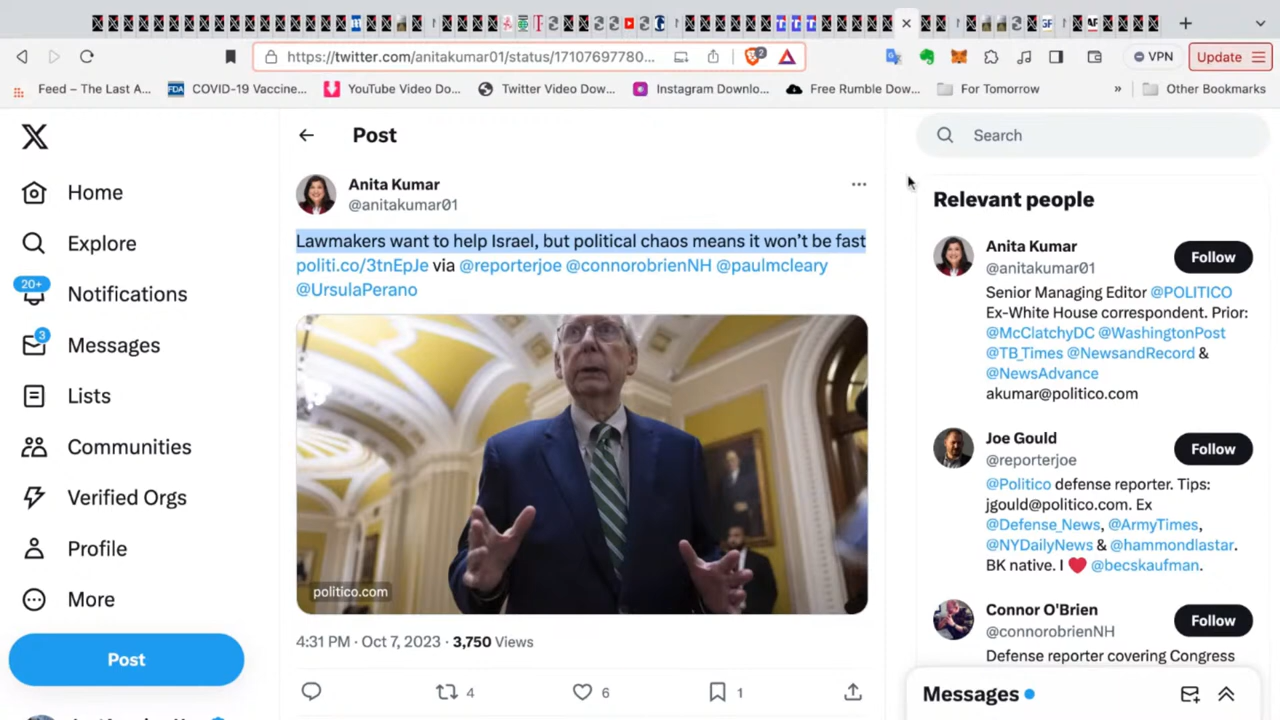 https://twitter.com/anitakumar01/status/17107697780...
2
VPN
Update
Feed – The Last A...
COVID-19 Vaccine...
YouTube Video Do...
Twitter Video Dow...
Instagram Downlo...
Free Rumble Dow...
For Tomorrow
»
Other Bookmarks
Home
Explore
20+
Notifications
3
Messages
Lists
Communities
Verified Orgs
Profile
More
Post
Post
Anita Kumar
@anitakumar01
Lawmakers want to help Israel, but political chaos means it won't be fast
politi.co/3tnEpJe via @reporterjoe @connorobrienNH @paulmcleary
@UrsulaPerano
politico.com
4:31 PM · Oct 7, 2023 · 3,750 Views
4
6
1
Search
Relevant people
Anita Kumar
@anitakumar01
Follow
Senior Managing Editor @POLITICO
Ex-White House correspondent. Prior:
@McClatchyDC @WashingtonPost
@TB_Times @NewsandRecord &
@NewsAdvance
akumar@politico.com
Joe Gould
@reporterjoe
Follow
@Politico defense reporter. Tips:
jgould@politico.com. Ex
@Defense_News, @ArmyTimes,
@NYDailyNews & @hammondlastar.
BK native. I ❤️ @becskaufman.
Connor O'Brien
@connorobrienNH
Follow
Defense reporter covering Congress
Messages